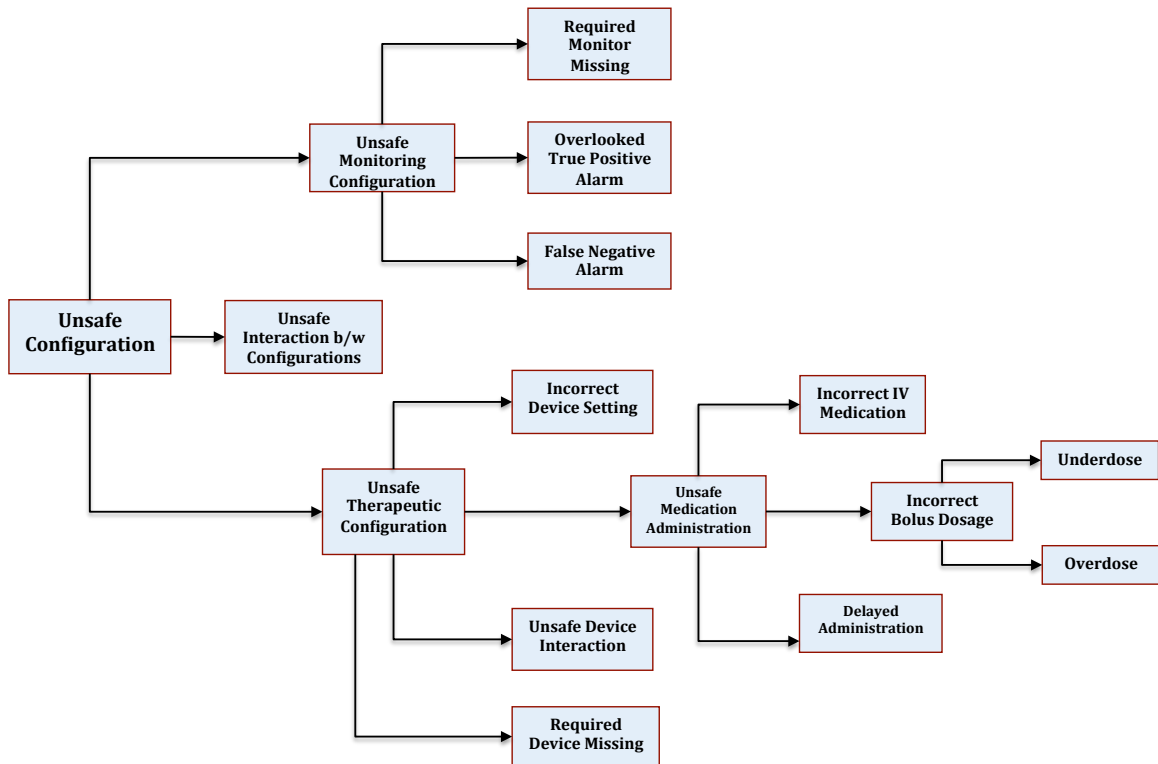 Required
Monitor
Missing
Unsafe
Monitoring
Configuration
Overlooked
True Positive
Alarm
False Negative
Alarm
Unsafe
Configuration
Unsafe
Interaction b/w
Configurations
Incorrect
Device Setting
Incorrect IV
Medication
Underdose
Unsafe
Therapeutic
Configuration
Unsafe
Medication
Administration
Incorrect
Bolus Dosage
Overdose
Unsafe Device
Interaction
Delayed
Administration
Required
Device Missing